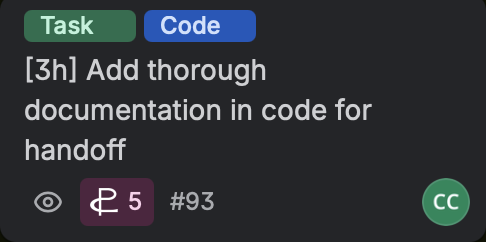 Task Code
[3h] Add thorough
documentation in code for
handoff
5 #93 CC